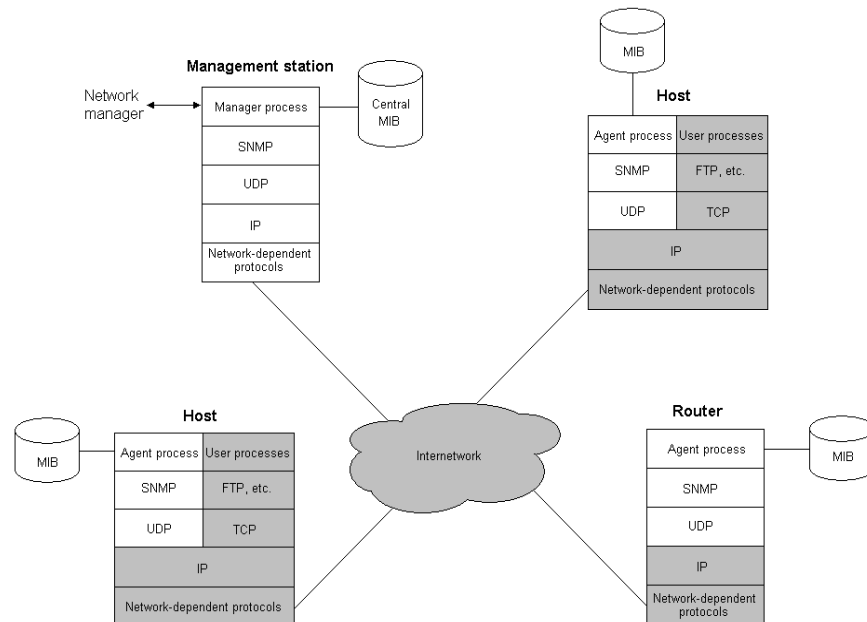 Management station
Network
manager
Manager process
Central
MIB
SNMP
UDP
IP
Network-dependent
protocols
MIB
Host
Agent process
User processes
SNMP
FTP, etc.
UDP
TCP
IP
Network-dependent protocols
Internetwork
Host
MIB
Agent process
User processes
SNMP
FTP, etc.
UDP
TCP
IP
Network-dependent protocols
Router
Agent process
MIB
SNMP
UDP
IP
Network-dependent
protocols